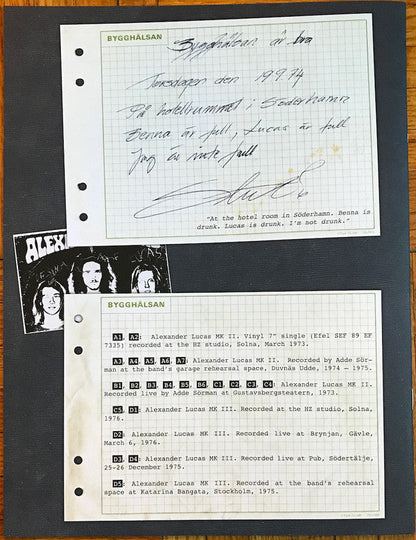 BYGGHÄLSAN
Bygghälsan är bra
Torsdagen den 19 9.74
På hotellrummet i Söderhamn
Benna är full, Lucas är full
Jag är inte full
"At the hotel room in Söderhamn. Benna is
drunk. Lucas is drunk. I'm not drunk."
ALEX
BYGGHÄLSAN
A1, A2: Alexander Lucas MK II. Vinyl 7" single (Efel SEF 89 EF
7335) recorded at the HZ studio, Solna, March 1973.
A3, A4, A5, A6, A7: Alexander Lucas MK II. Recorded by Adde Sör-
man at the band's garage rehearsal space, Duvnäs Udde, 1974 – 1975.
B1, B2, B3, B4, B5, B6, C1, C2, C3, C4: Alexander Lucas MK II.
Recorded live by Adde Sörman at Gustavsbergsteatern, 1973.
C5, D1: Alexander Lucas MK III. Recorded at the HZ studio, Solna,
1976.
D2: Alexander Lucas MK III. Recorded live at Brynjan, Gävle,
March 6, 1976.
D3, D4: Alexander Lucas MK III. Recorded live at Pub, Södertälje,
25-26 December 1975.
D5: Alexander Lucas MK III. Recorded at the band's rehearsal
space at Katarina Bangata, Stockholm, 1975.